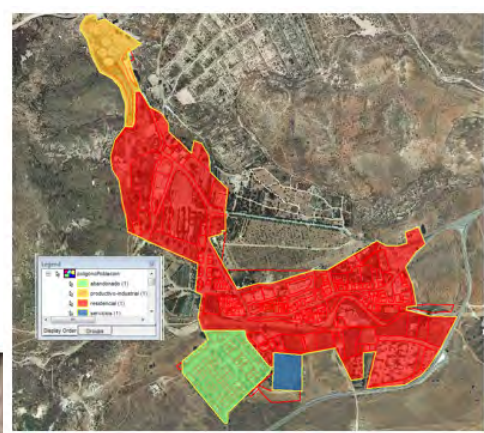 Legend
poligonoPoblacion
abandonado (1)
productivo-industrial (1)
residencial (1)
servicios (1)
Display Order
Groups